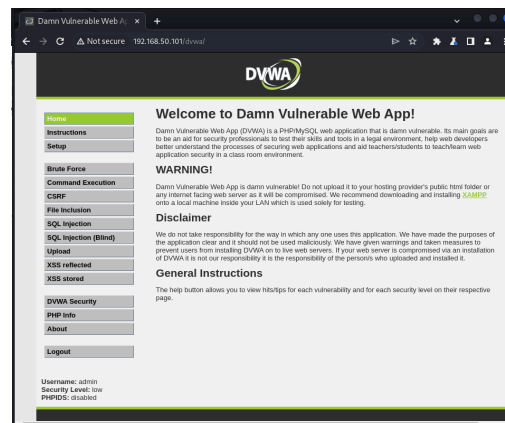 Damn Vulnerable Web Ap
Not secure 192.168.50.101/dvwa/
DVWA
Home
Instructions
Setup
Brute Force
Command Execution
CSRF
File Inclusion
SQL Injection
SQL Injection (Blind)
Upload
XSS reflected
XSS stored
DVWA Security
PHP Info
About
Logout
Welcome to Damn Vulnerable Web App!
Damn Vulnerable Web App (DVWA) is a PHP/MySQL web application that is damn vulnerable. Its main goals are
to be an aid for security professionals to test their skills and tools in a legal environment, help web developers
better understand the processes of securing web applications and aid teachers/students to teach/learn web
application security in a class room environment.
WARNING!
Damn Vulnerable Web App is damn vulnerable! Do not upload it to your hosting provider's public html folder or
any internet facing web server as it will be compromised. We recommend downloading and installing XAMPP
onto a local machine inside your LAN which is used solely for testing.
Disclaimer
We do not take responsibility for the way in which any one uses this application. We have made the purposes of
the application clear and it should not be used maliciously. We have given warnings and taken measures to
prevent users from installing DVWA on to live web servers. If your web server is compromised via an installation
of DVWA it is not our responsibility it is the responsibility of the person/s who uploaded and installed it.
General Instructions
The help button allows you to view hits/tips for each vulnerability and for each security level on their respective
page.
Username: admin
Security Level: low
PHPIDS: disabled